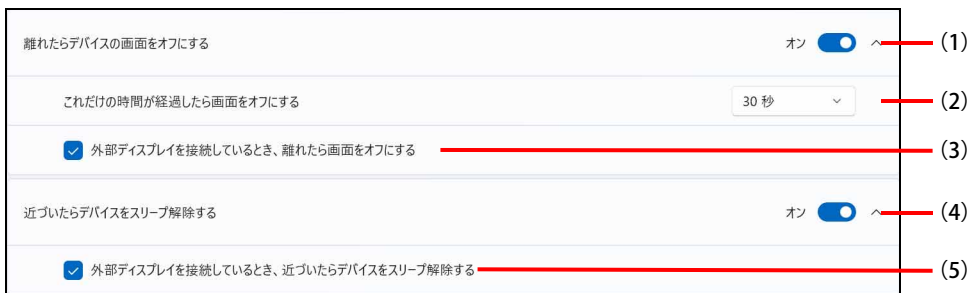 離れたらデバイスの画面をオフにする オン (1)
これだけの時間が経過したら画面をオフにする 30 秒 (2)
外部ディスプレイを接続しているとき、離れたら画面をオフにする (3)
近づいたらデバイスをスリープ解除する オン (4)
外部ディスプレイを接続しているとき、近づいたらデバイスをスリープ解除する (5)